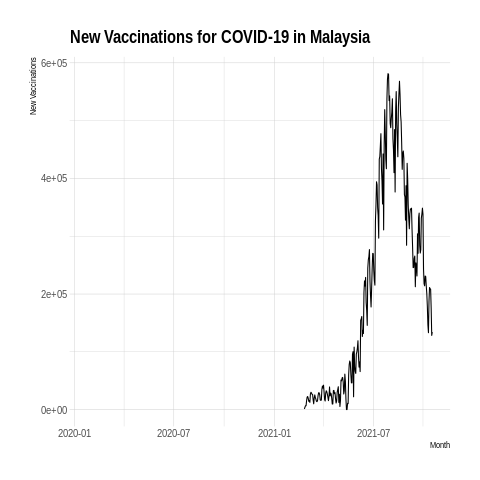 New Vaccinations for COVID-19 in Malaysia
New Vaccinations
6e+05
4e+05
2e+05
0e+00
2020-01 2020-07 2021-01 2021-07
Month